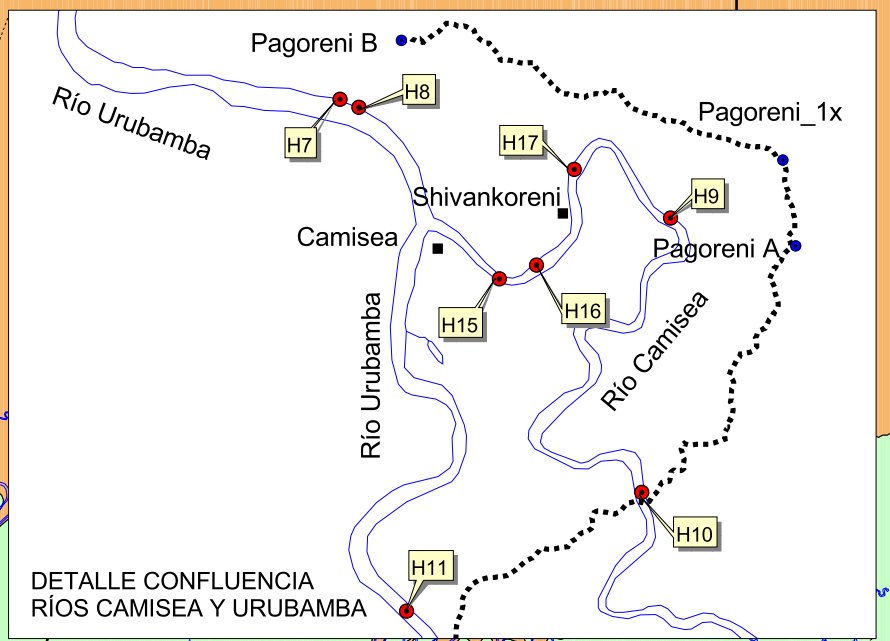 Pagoreni B
H8
Río Urubamba
Pagoreni_1x
H7
H17
Shivankoreni
H9
Camisea
Pagoreni A
H15
H16
Río Urubamba
Río Camisea
H10
H11
DETALLE CONFLUENCIA
RÍOS CAMISEA Y URUBAMBA